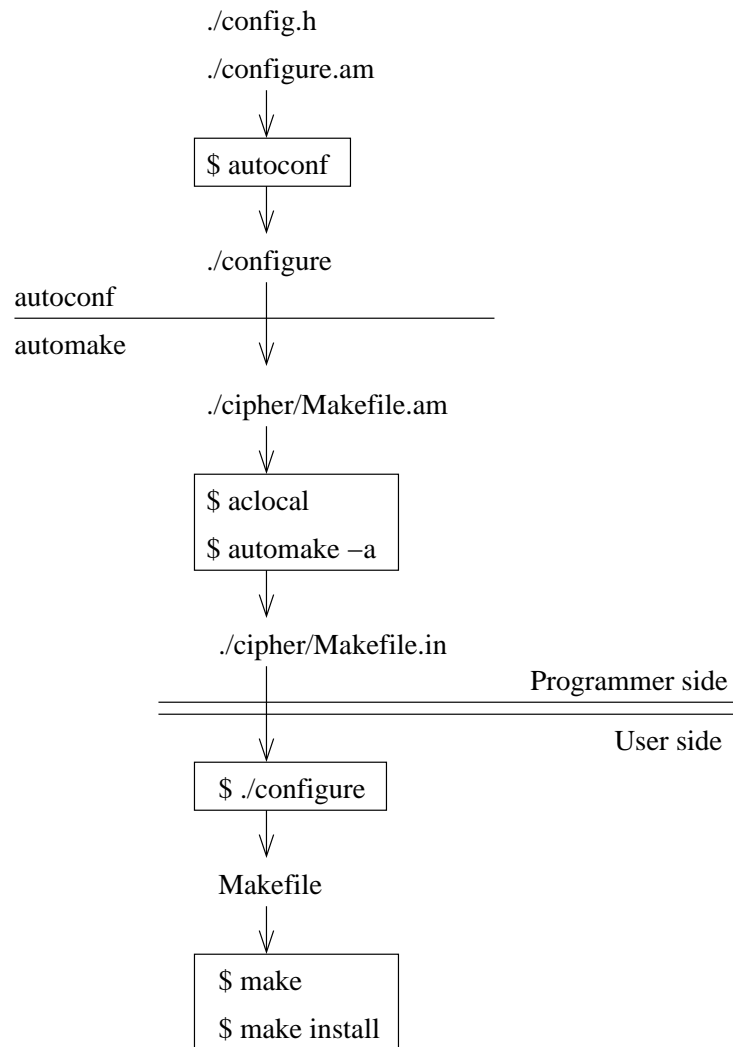 ./config.h
./configure.am
$ autoconf
./configure
autoconf
automake
./cipher/Makefile.am
$ aclocal
$ automake −a
./cipher/Makefile.in
Programmer side
User side
$ ./configure
Makefile
$ make
$ make install